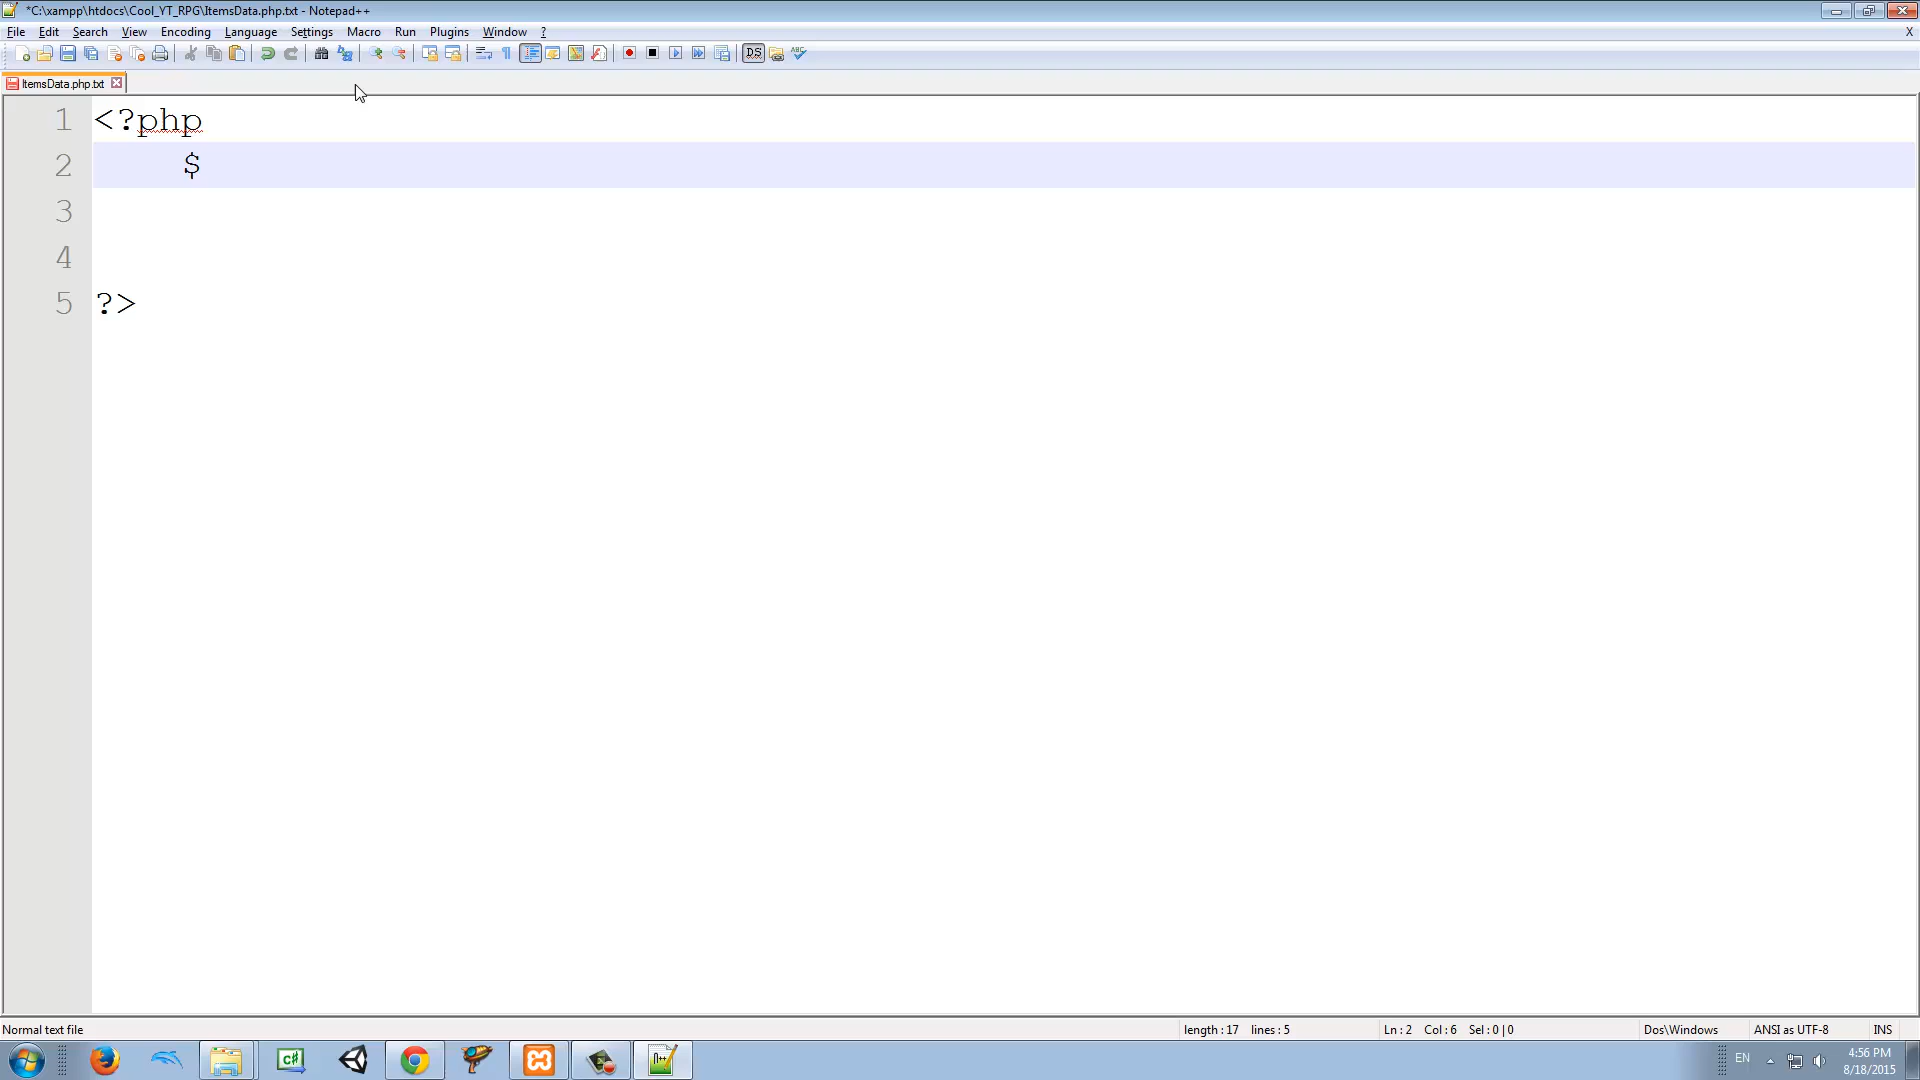 *C:\xampp\htdocs\Cool_YT_RPG\ItemsData.php.txt - Notepad++
File Edit Search View Encoding Language Settings Macro Run Plugins Window ? X
DS ABC
ItemsData.php.txt
1 <?php
2 $
3
4
5 ?>
Normal text file length : 17 lines : 5 Ln : 2 Col : 6 Sel : 0 | 0 Dos\Windows ANSI as UTF-8 INS
C# N++ EN 4:56 PM
8/18/2015